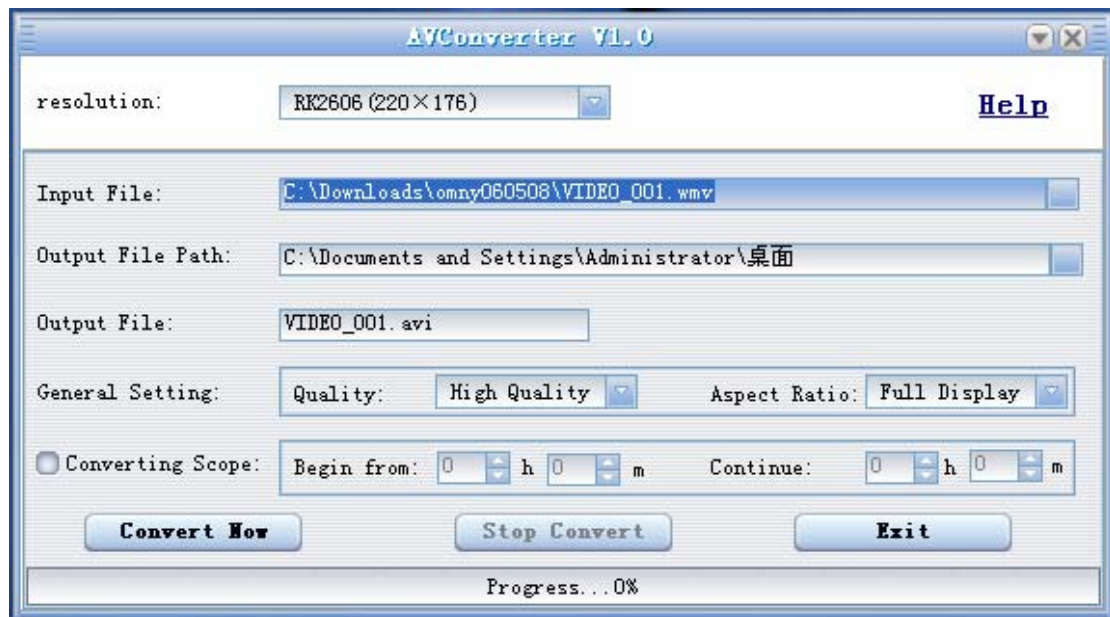 AVConverter V1.0
resolution: RK2606(220×176) Help
Input File: C:\Downloads\omny060508\VIDEO_001.wmv
Output File Path: C:\Documents and Settings\Administrator\桌面
Output File: VIDEO_001.avi
General Setting: Quality: High Quality Aspect Ratio: Full Display
Converting Scope: Begin from: 0 h 0 m Continue: 0 h 0 m
Convert Now Stop Convert Exit
Progress...0%